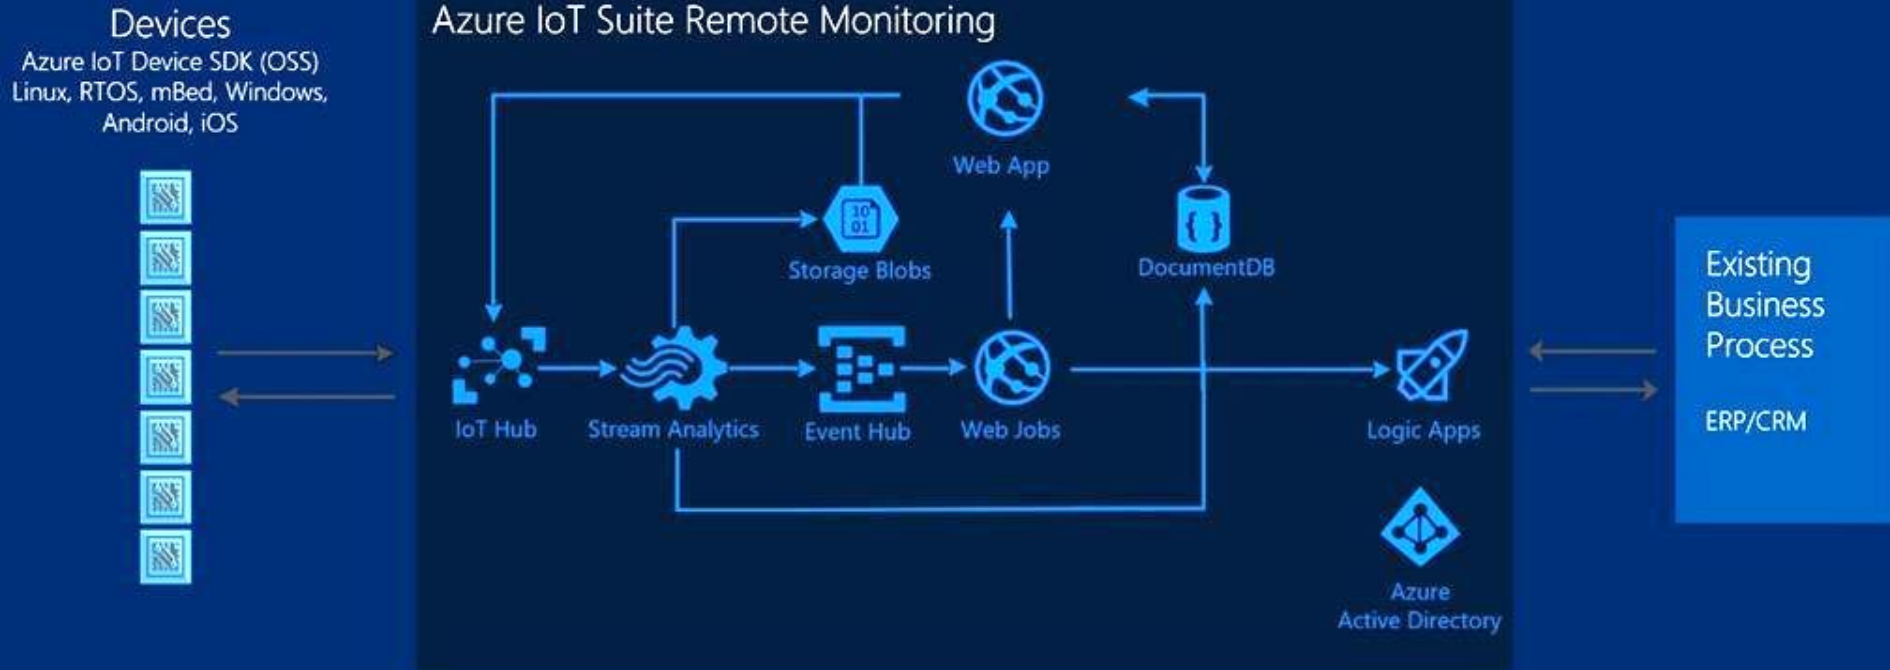 Devices
Azure IoT Device SDK (OSS)
Linux, RTOS, mBed, Windows,
Android, iOS
Azure IoT Suite Remote Monitoring
Web App
10
01
Storage Blobs
{ }
DocumentDB
IoT Hub
Stream Analytics
Event Hub
Web Jobs
Logic Apps
Azure
Active Directory
Existing
Business
Process
ERP/CRM